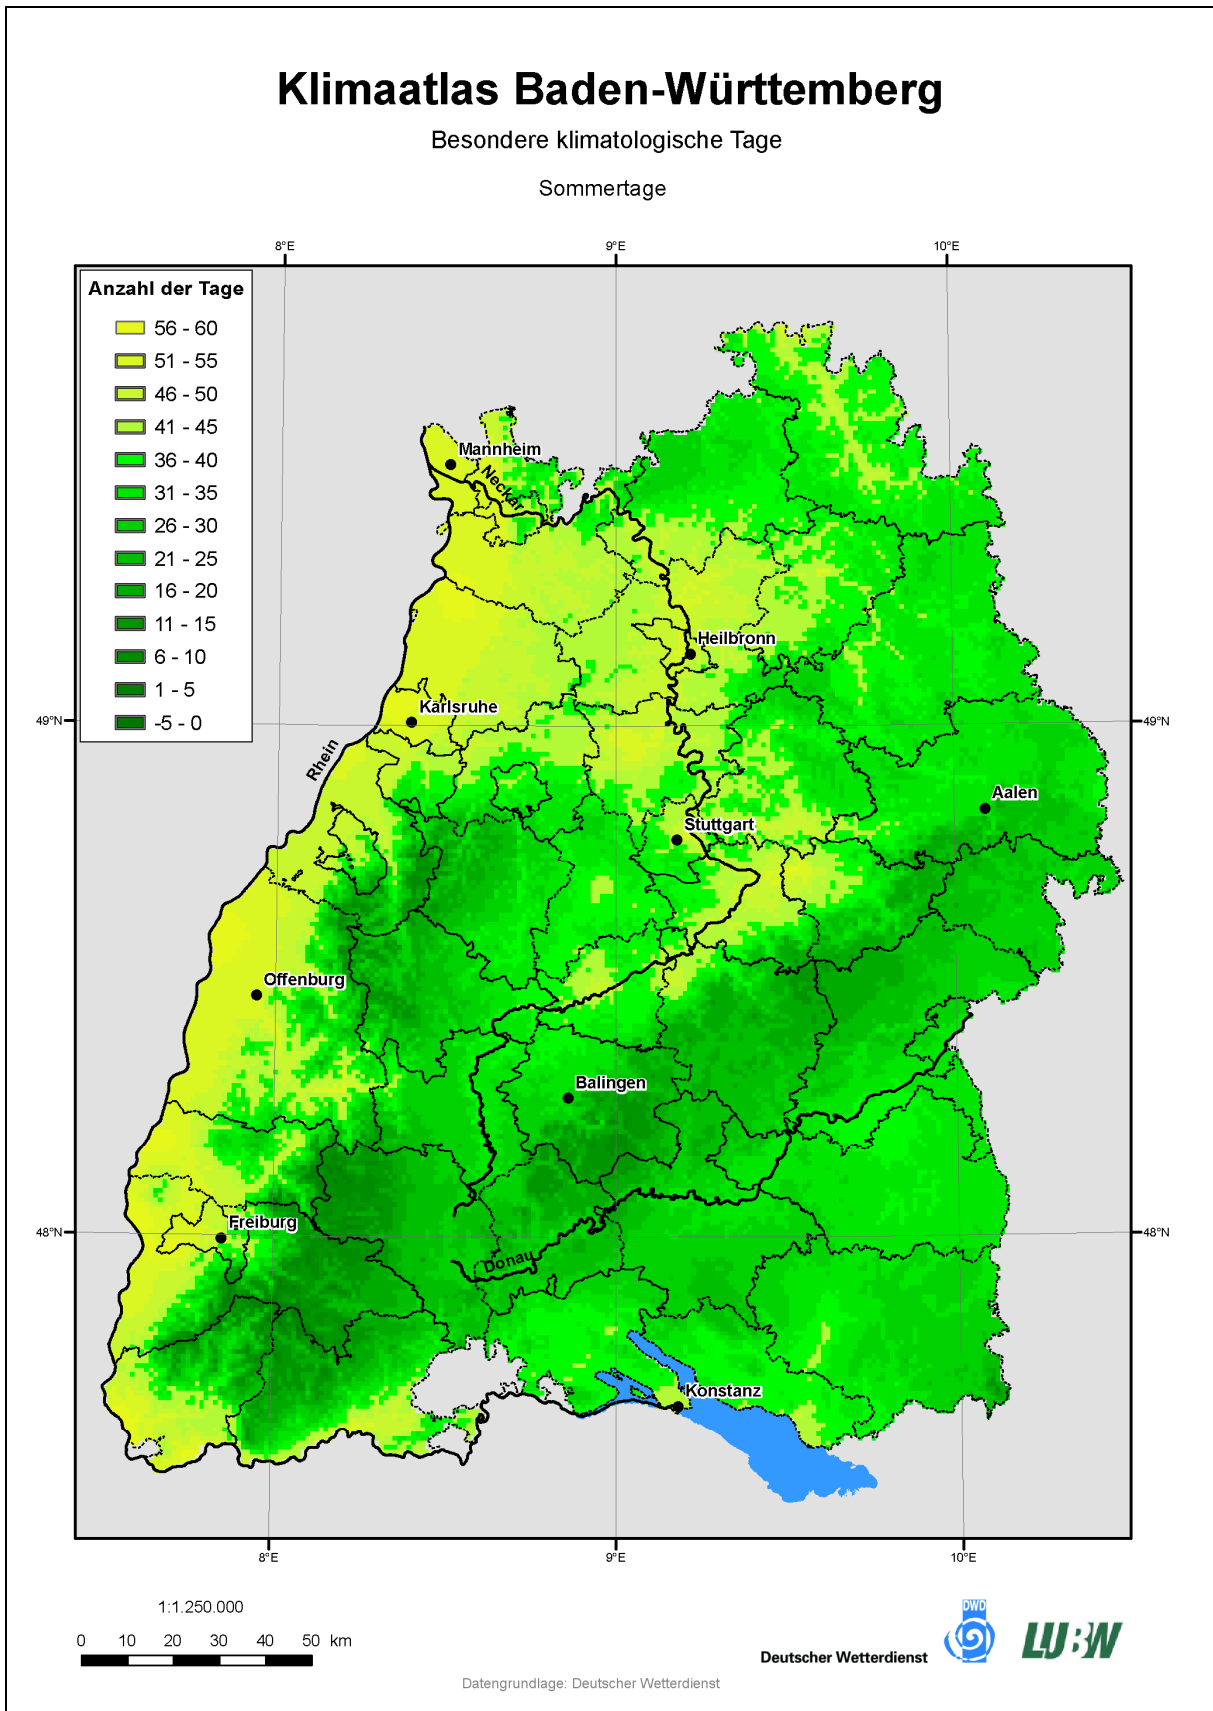 Klimaatlas Baden-Württemberg
Besondere klimatologische Tage
Sommertage
8°E 9°E 10°E
Anzahl der Tage
56 - 60
51 - 55
46 - 50
41 - 45
36 - 40
31 - 35
26 - 30
21 - 25
16 - 20
11 - 15
6 - 10
1 - 5
-5 - 0
Mannheim
Neckar
Heilbronn
Karlsruhe
49°N 49°N
Rhein
Aalen
Stuttgart
Offenburg
Balingen
Freiburg
48°N 48°N
Donau
Konstanz
8°E 9°E 10°E
1:1.250.000
0 10 20 30 40 50 km
DWD
LUBW
Deutscher Wetterdienst
Datengrundlage: Deutscher Wetterdienst